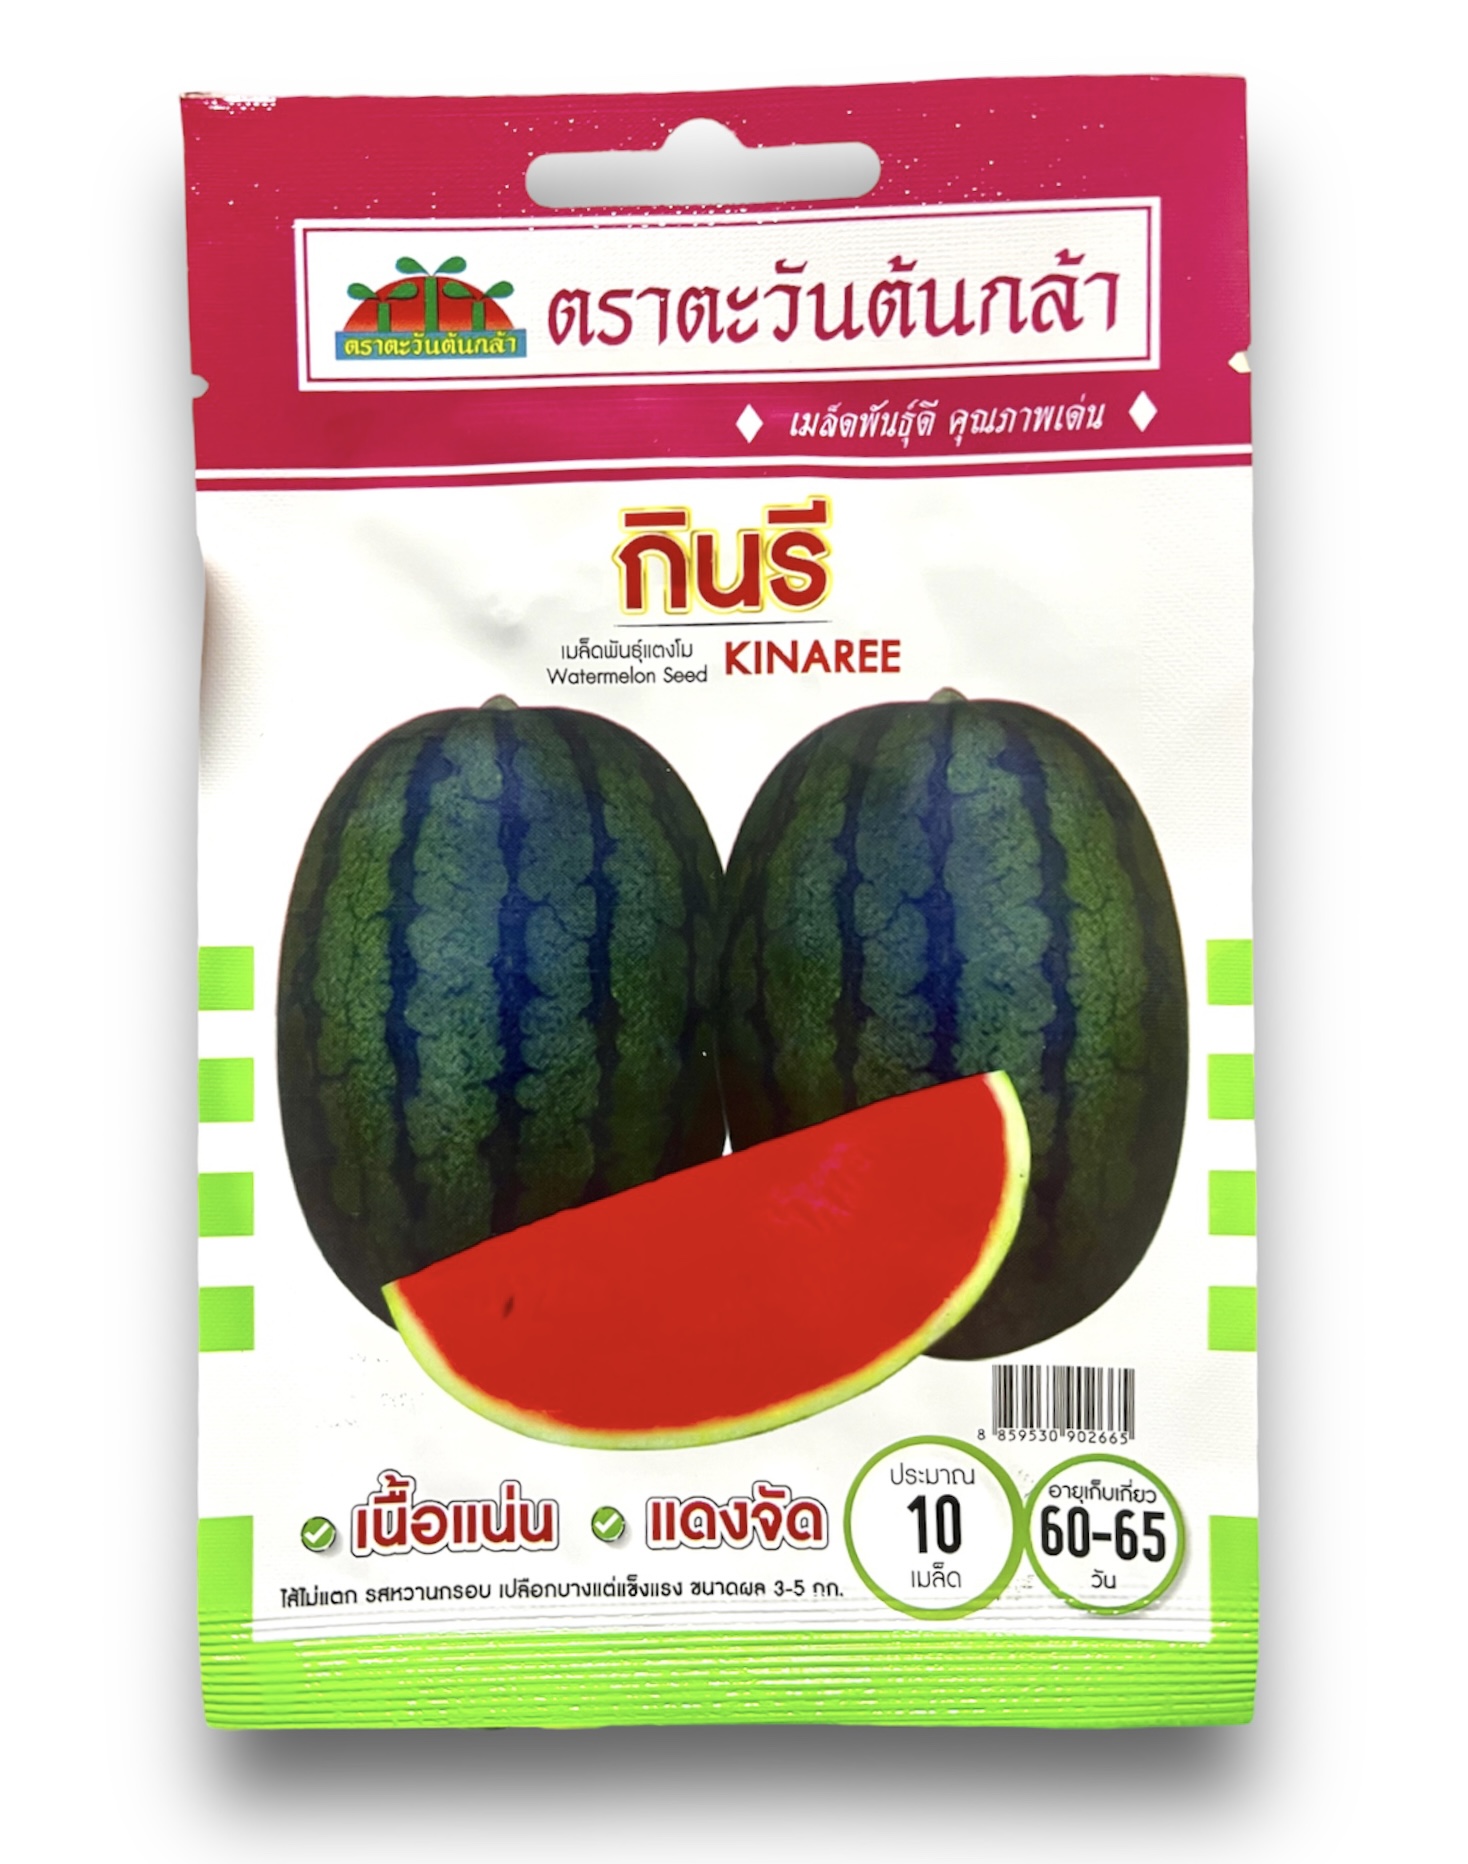 ตราตะวันต้นกล้า
ตราตะวันต้นกล้า
เมล็ดพันธุ์ดี คุณภาพเด่น
กินรี
เมล็ดพันธุ์แตงโม
Watermelon Seed
KINAREE
8 859530 902665
เนื้อแน่น
แดงจัด
ไส้ไม่แตก รสหวานกรอบ เปลือกบางแต่แข็งแรง ขนาดผล 3-5 กก.
ประมาณ
10
เมล็ด
อายุเก็บเกี่ยว
60-65
วัน